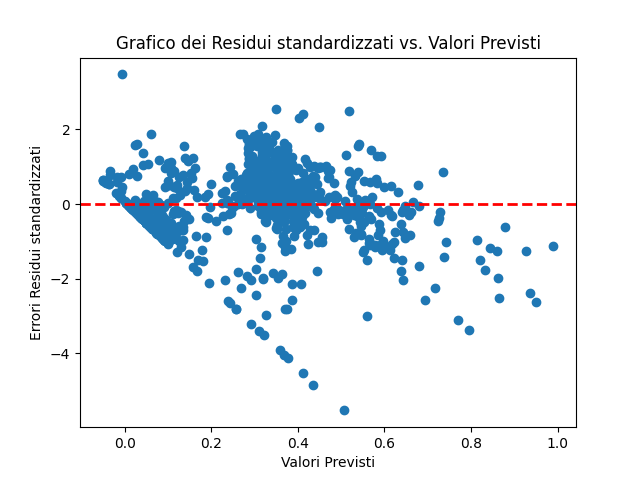 Grafico dei Residui standardizzati vs. Valori Previsti
Errori Residui standardizzati
2
0
−2
−4
0.0 0.2 0.4 0.6 0.8 1.0
Valori Previsti